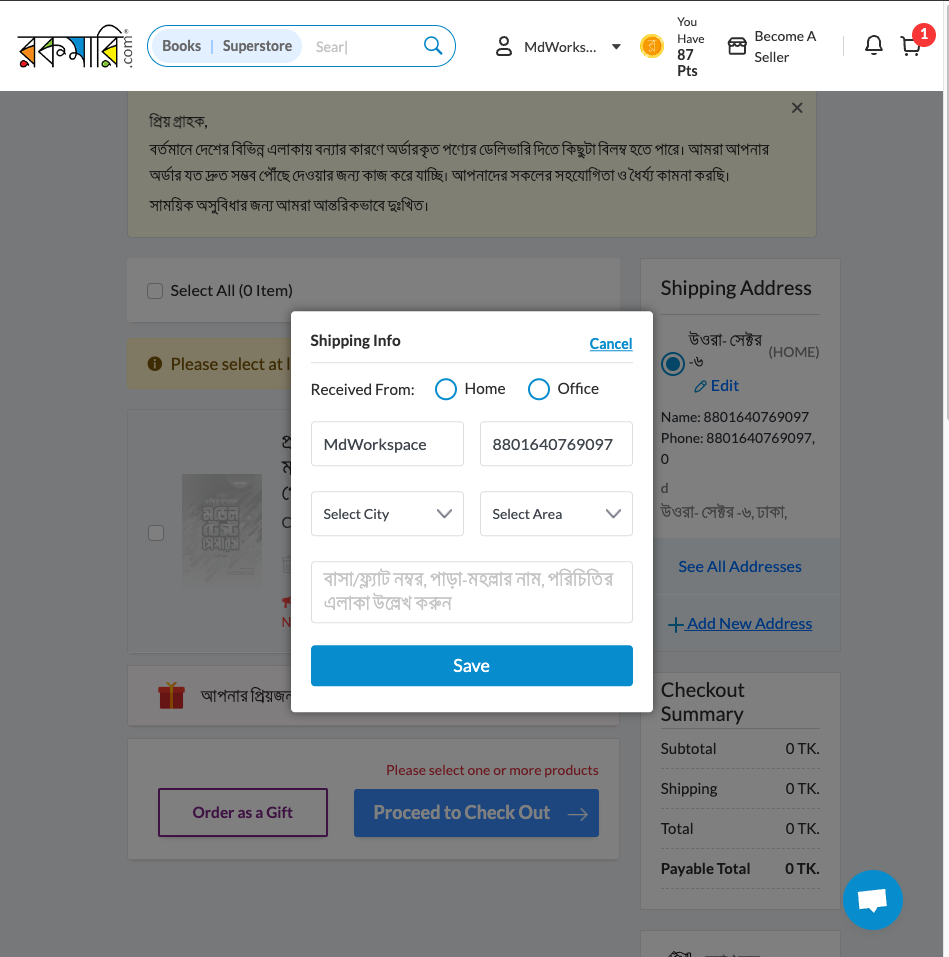 রকমারি.com
Books | Superstore
Sear
MdWorks...
You Have 87 Pts
Become A Seller
1
প্রিয় গ্রাহক,
বর্তমানে দেশের বিভিন্ন এলাকায় বন্যার কারণে অর্ডারকৃত পণ্যের ডেলিভারি দিতে কিছুটা বিলম্ব হতে পারে। আমরা আপনার
অর্ডার যত দ্রুত সম্ভব পৌঁছে দেওয়ার জন্য কাজ করে যাচ্ছি। আপনাদের সকলের সহযোগিতা ও ধৈর্য্য কামনা করছি।
সাময়িক অসুবিধার জন্য আমরা আন্তরিকভাবে দুঃখিত।
Select All (0 Item)
Please select at l
মডেল
টেস্ট
আপনার প্রিয়জন
Please select one or more products
Order as a Gift
Proceed to Check Out
Shipping Info
Cancel
Received From:
Home
Office
MdWorkspace
8801640769097
Select City
Select Area
বাসা/ফ্ল্যাট নম্বর, পাড়া-মহল্লার নাম, পরিচিতির
এলাকা উল্লেখ করুন
Save
Shipping Address
উওরা- সেক্টর
-৬
(HOME)
Edit
Name: 8801640769097
Phone: 8801640769097,
0
d
উওরা- সেক্টর -৬, ঢাকা,
See All Addresses
Add New Address
Checkout
Summary
Subtotal 0 TK.
Shipping 0 TK.
Total 0 TK.
Payable Total 0 TK.